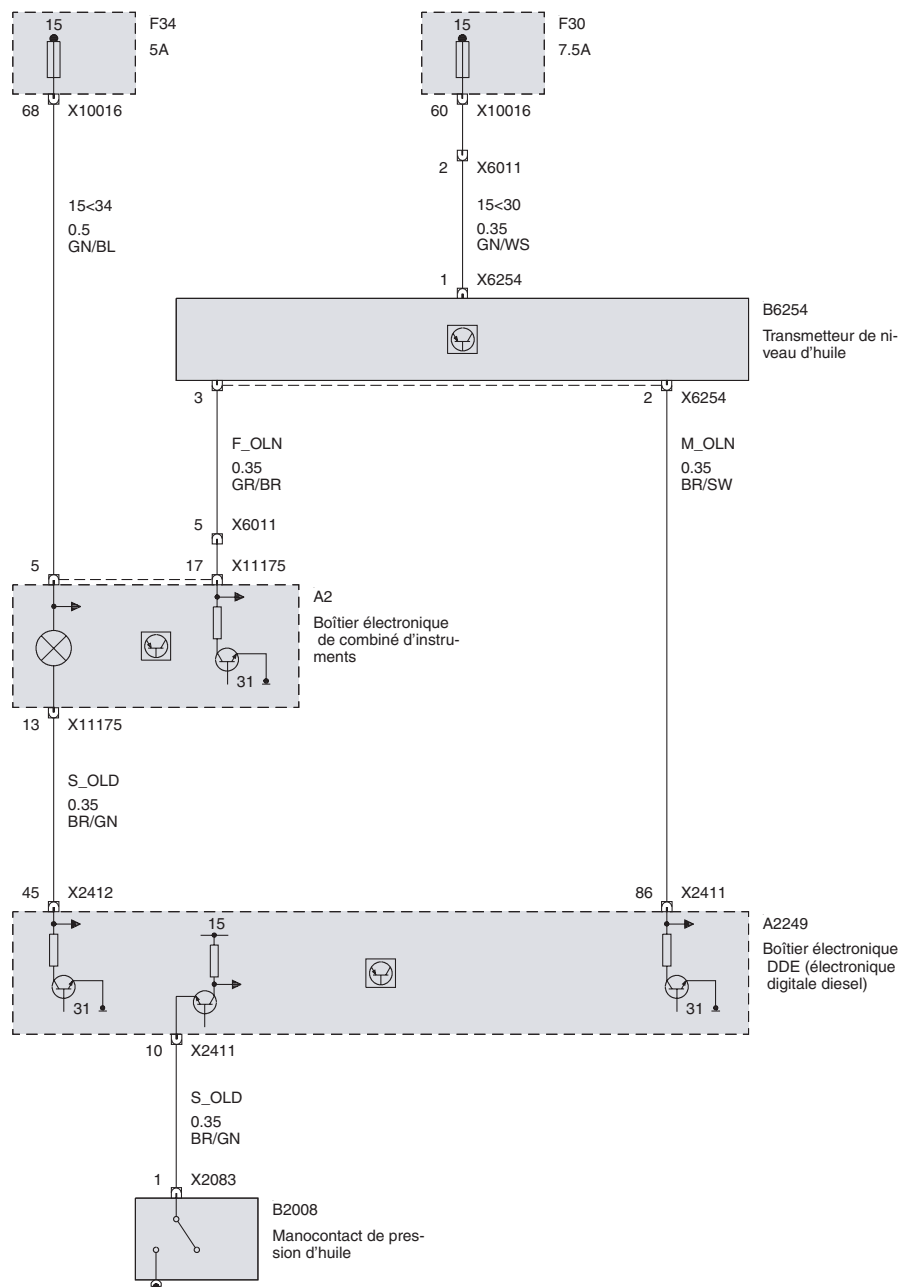 15
F34
5A
68 X10016
15
F30
7.5A
60 X10016
2 X6011
15<34
0.5
GN/BL
15<30
0.35
GN/WS
1 X6254
B6254
Transmetteur de ni-
veau d'huile
3
2 X6254
F_OLN
0.35
GR/BR
M_OLN
0.35
BR/SW
5 X6011
5
17 X11175
A2
Boîtier électronique
de combiné d'instru-
ments
31
13 X11175
S_OLD
0.35
BR/GN
45 X2412
86 X2411
A2249
Boîtier électronique
DDE (électronique
digitale diesel)
15
31
31
10 X2411
S_OLD
0.35
BR/GN
1 X2083
B2008
Manocontact de pres-
sion d'huile